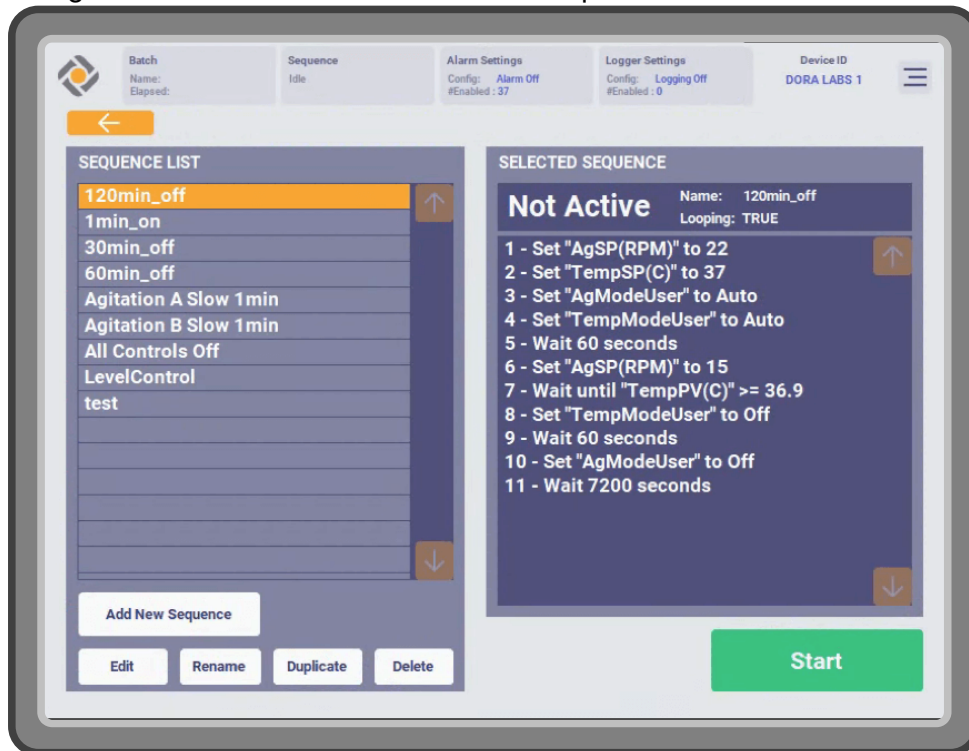 Batch
Name:
Elapsed:
Sequence
Idle
Alarm Settings
Config: Alarm Off
#Enabled : 37
Logger Settings
Config: Logging Off
#Enabled : 0
Device ID
DORA LABS 1
SEQUENCE LIST
120min_off
1min_on
30min_off
60min_off
Agitation A Slow 1min
Agitation B Slow 1min
All Controls Off
LevelControl
test
Add New Sequence
Edit
Rename
Duplicate
Delete
SELECTED SEQUENCE
Not Active
Name: 120min_off
Looping: TRUE
1 - Set "AgSP(RPM)" to 22
2 - Set "TempSP(C)" to 37
3 - Set "AgModeUser" to Auto
4 - Set "TempModeUser" to Auto
5 - Wait 60 seconds
6 - Set "AgSP(RPM)" to 15
7 - Wait until "TempPV(C)" >= 36.9
8 - Set "TempModeUser" to Off
9 - Wait 60 seconds
10 - Set "AgModeUser" to Off
11 - Wait 7200 seconds
Start